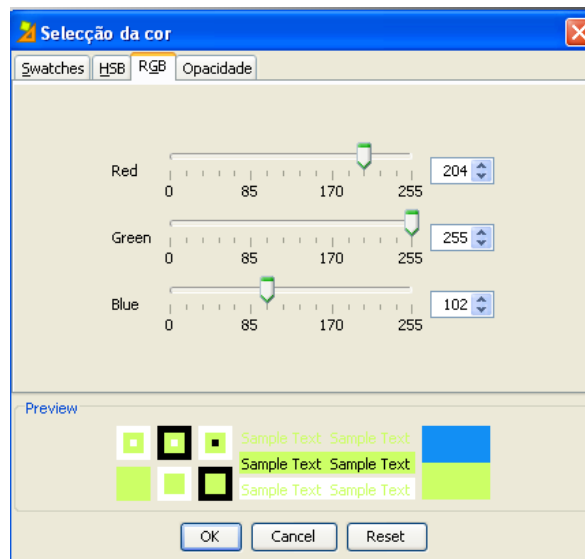 Selecção da cor
Swatches HSB RGB Opacidade
Red 204
0 85 170 255
Green 255
0 85 170 255
Blue 102
0 85 170 255
Preview
Sample Text Sample Text
Sample Text Sample Text
Sample Text Sample Text
OK Cancel Reset